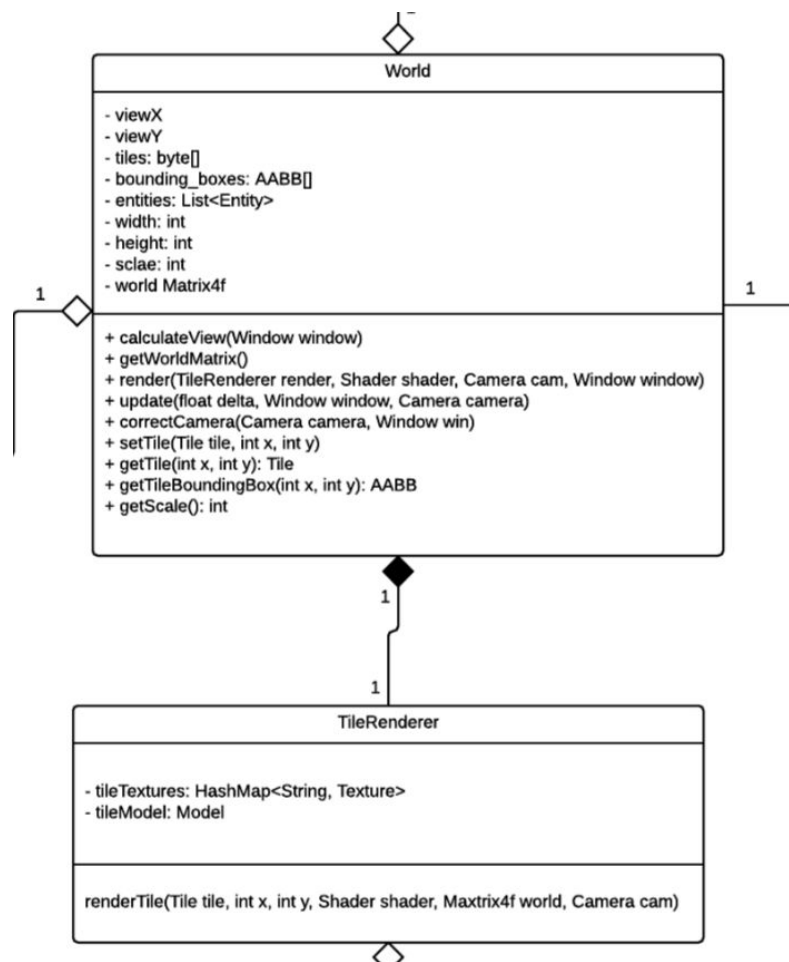 World
- viewX
- viewY
- tiles: byte[]
- bounding_boxes: AABB[]
- entities: List<Entity>
- width: int
- height: int
- sclae: int
- world Matrix4f
1
1
+ calculateView(Window window)
+ getWorldMatrix()
+ render(TileRenderer render, Shader shader, Camera cam, Window window)
+ update(float delta, Window window, Camera camera)
+ correctCamera(Camera camera, Window win)
+ setTile(Tile tile, int x, int y)
+ getTile(int x, int y): Tile
+ getTileBoundingBox(int x, int y): AABB
+ getScale(): int
1
1
TileRenderer
- tileTextures: HashMap<String, Texture>
- tileModel: Model
renderTile(Tile tile, int x, int y, Shader shader, Maxtrix4f world, Camera cam)